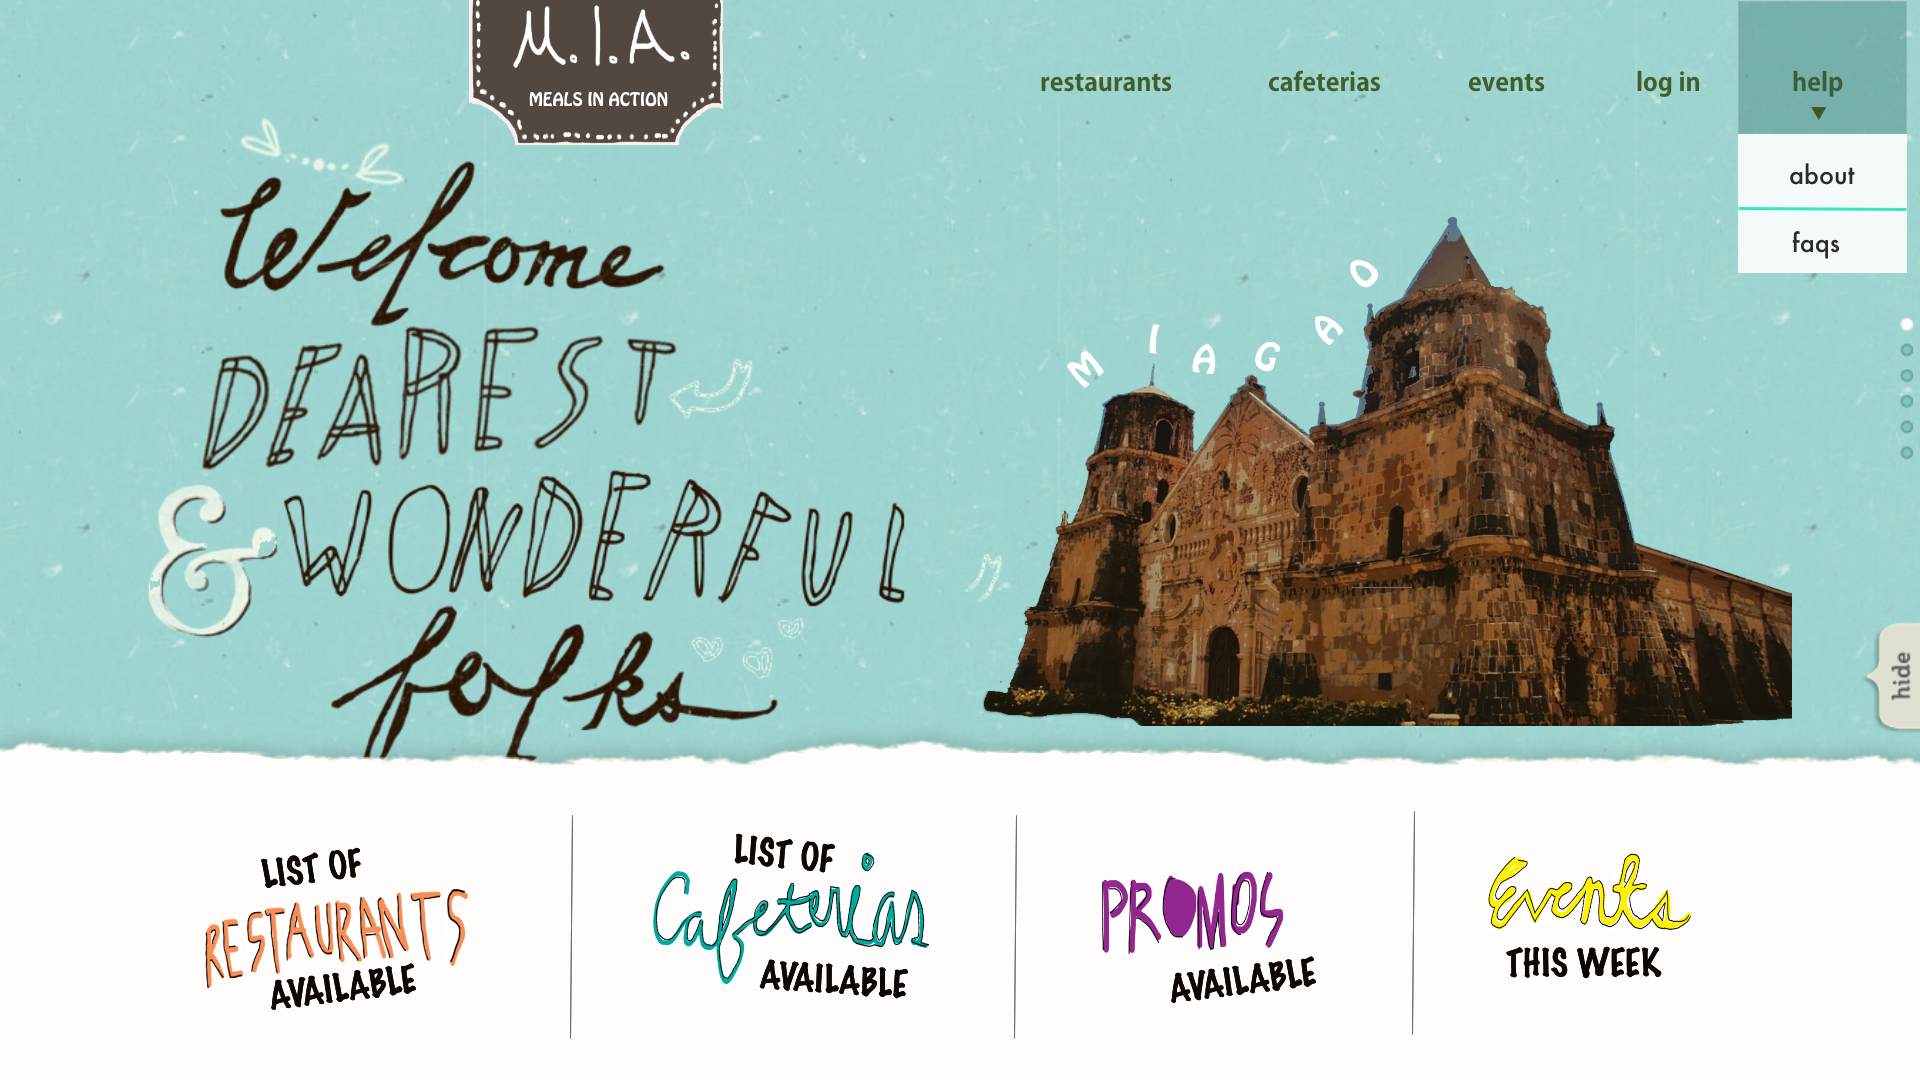 M.I.A.
MEALS IN ACTION
restaurants
cafeterias
events
log in
help
about
faqs
Welcome
DEAREST
& WONDERFUL
folks
MIAGAO
hide
LIST OF
RESTAURANTS
AVAILABLE
LIST OF
Cafeterias
AVAILABLE
PROMOS
AVAILABLE
Events
THIS WEEK